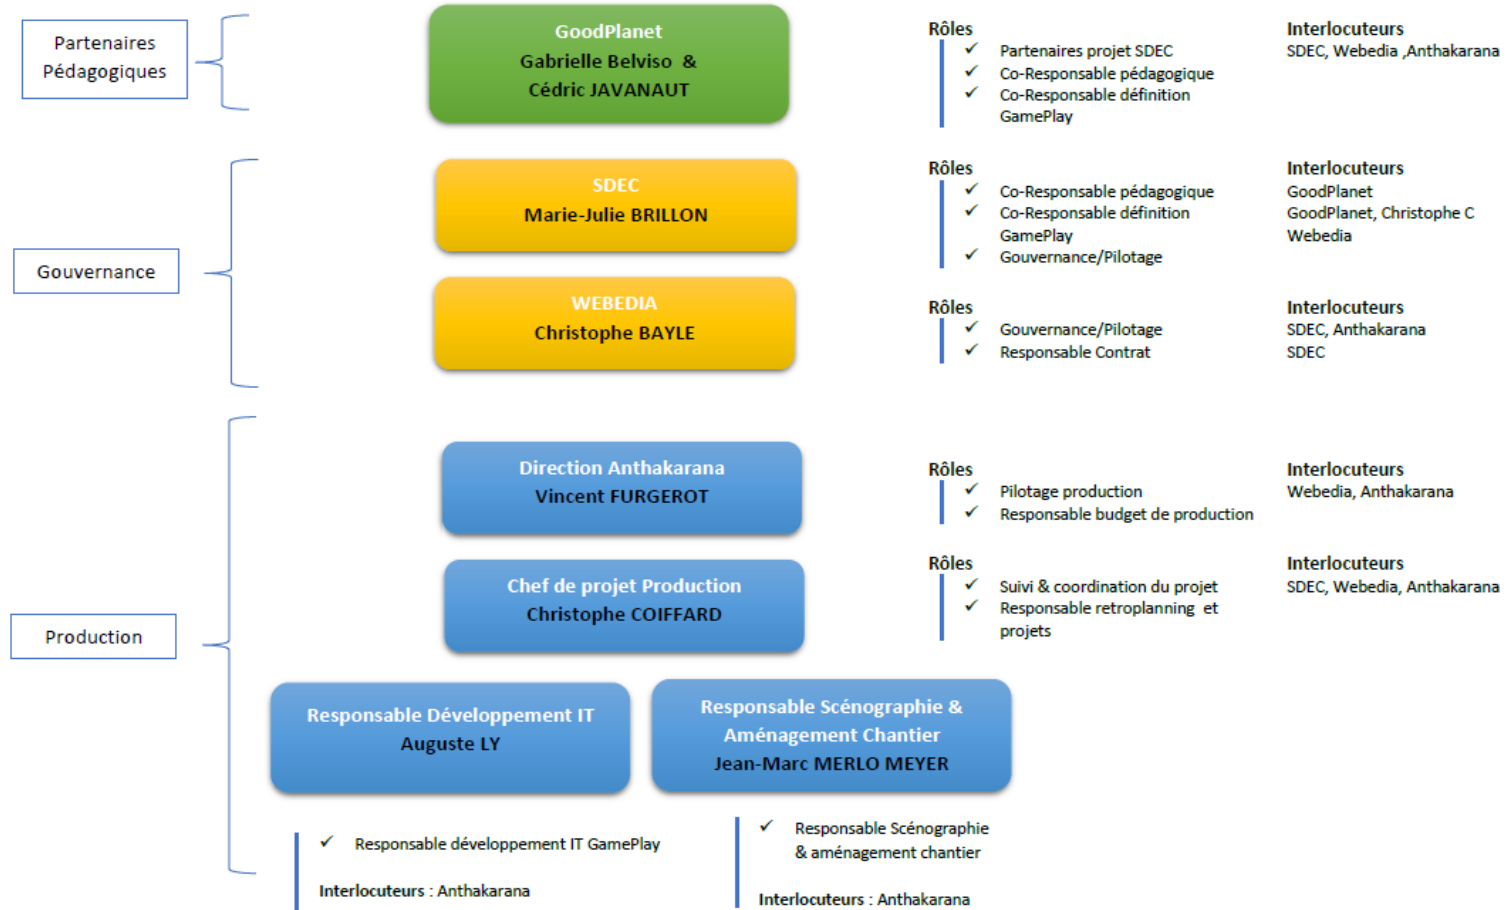 Partenaires
Pédagogiques
GoodPlanet
Gabrielle Belviso &
Cédric JAVANAUT
Rôles
✓ Partenaires projet SDEC
✓ Co-Responsable pédagogique
✓ Co-Responsable définition
GamePlay
Interlocuteurs
SDEC, Webedia ,Anthakarana
Gouvernance
SDEC
Marie-Julie BRILLON
Rôles
✓ Co-Responsable pédagogique
✓ Co-Responsable définition
GamePlay
✓ Gouvernance/Pilotage
Interlocuteurs
GoodPlanet
GoodPlanet, Christophe C
Webedia
WEBEDIA
Christophe BAYLE
Rôles
✓ Gouvernance/Pilotage
✓ Responsable Contrat
Interlocuteurs
SDEC, Anthakarana
SDEC
Production
Direction Anthakarana
Vincent FURGEROT
Rôles
✓ Pilotage production
✓ Responsable budget de production
Interlocuteurs
Webedia, Anthakarana
Chef de projet Production
Christophe COIFFARD
Rôles
✓ Suivi & coordination du projet
✓ Responsable retroplanning et
projets
Interlocuteurs
SDEC, Webedia, Anthakarana
Responsable Développement IT
Auguste LY
✓ Responsable développement IT GamePlay
Interlocuteurs : Anthakarana
Responsable Scénographie &
Aménagement Chantier
Jean-Marc MERLO MEYER
✓ Responsable Scénographie
& aménagement chantier
Interlocuteurs : Anthakarana